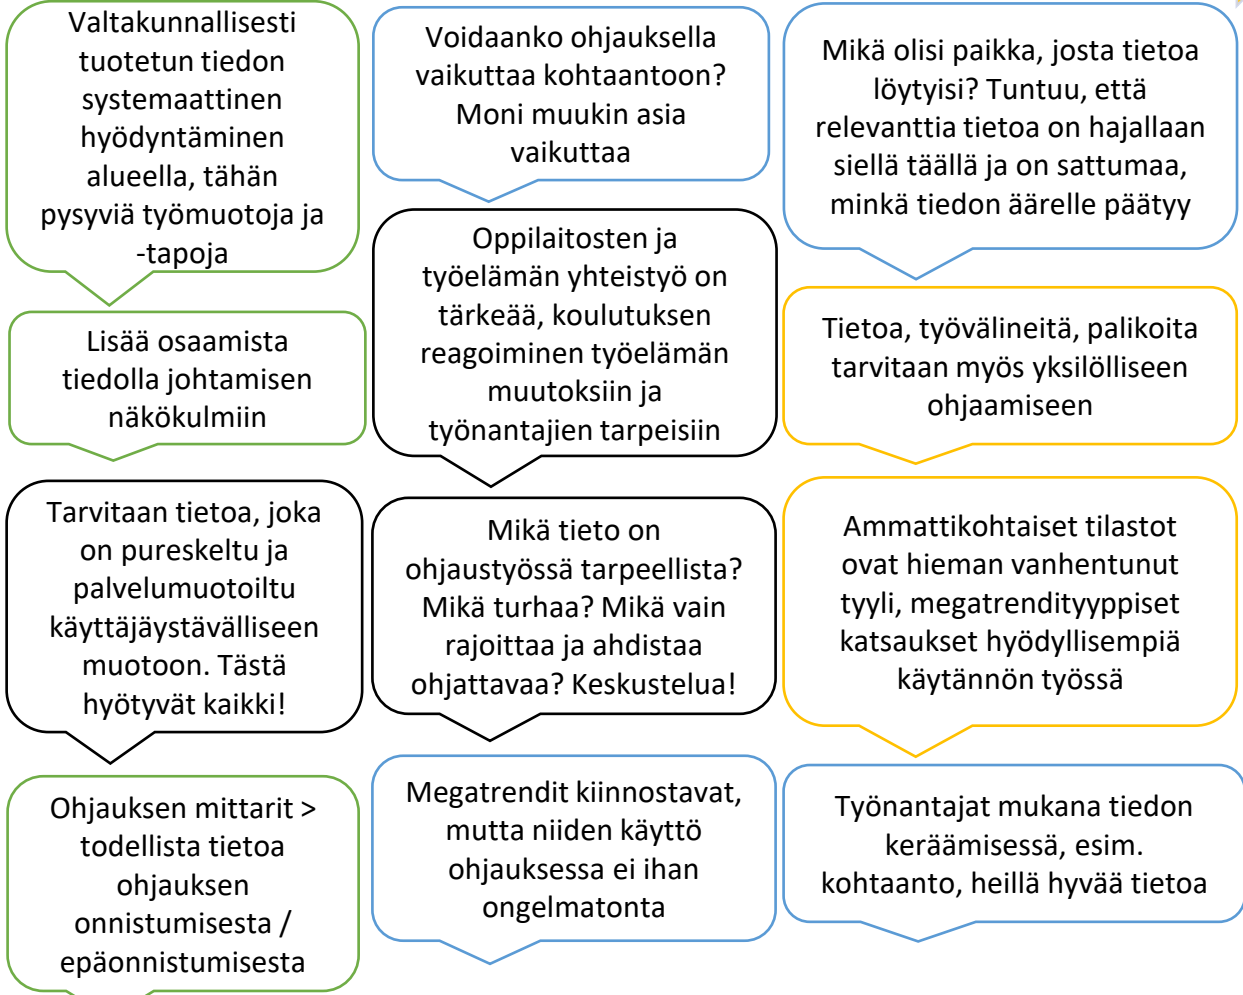 Valtakunnallisesti
tuotetun tiedon
systemaattinen
hyödyntäminen
alueella, tähän
pysyviä työmuotoja ja
-tapoja
Lisää osaamista
tiedolla johtamisen
näkökulmiin
Tarvitaan tietoa, joka
on pureskeltu ja
palvelumuotoiltu
käyttäjäystävälliseen
muotoon. Tästä
hyötyvät kaikki!
Ohjauksen mittarit >
todellista tietoa
ohjauksen
onnistumisesta /
epäonnistumisesta
Voidaanko ohjauksella
vaikuttaa kohtaantoon?
Moni muukin asia
vaikuttaa
Oppilaitosten ja
työelämän yhteistyö on
tärkeää, koulutuksen
reagoiminen työelämän
muutoksiin ja
työnantajien tarpeisiin
Mikä tieto on
ohjaustyössä tarpeellista?
Mikä turhaa? Mikä vain
rajoittaa ja ahdistaa
ohjattavaa? Keskustelua!
Megatrendit kiinnostavat,
mutta niiden käyttö
ohjauksessa ei ihan
ongelmatonta
Mikä olisi paikka, josta tietoa
löytyisi? Tuntuu, että
relevanttia tietoa on hajallaan
siellä täällä ja on sattumaa,
minkä tiedon äärelle päätyy
Tietoa, työvälineitä, palikoita
tarvitaan myös yksilölliseen
ohjaamiseen
Ammattikohtaiset tilastot
ovat hieman vanhentunut
tyyli, megatrendityyppiset
katsaukset hyödyllisempiä
käytännön työssä
Työnantajat mukana tiedon
keräämisessä, esim.
kohtaanto, heillä hyvää tietoa